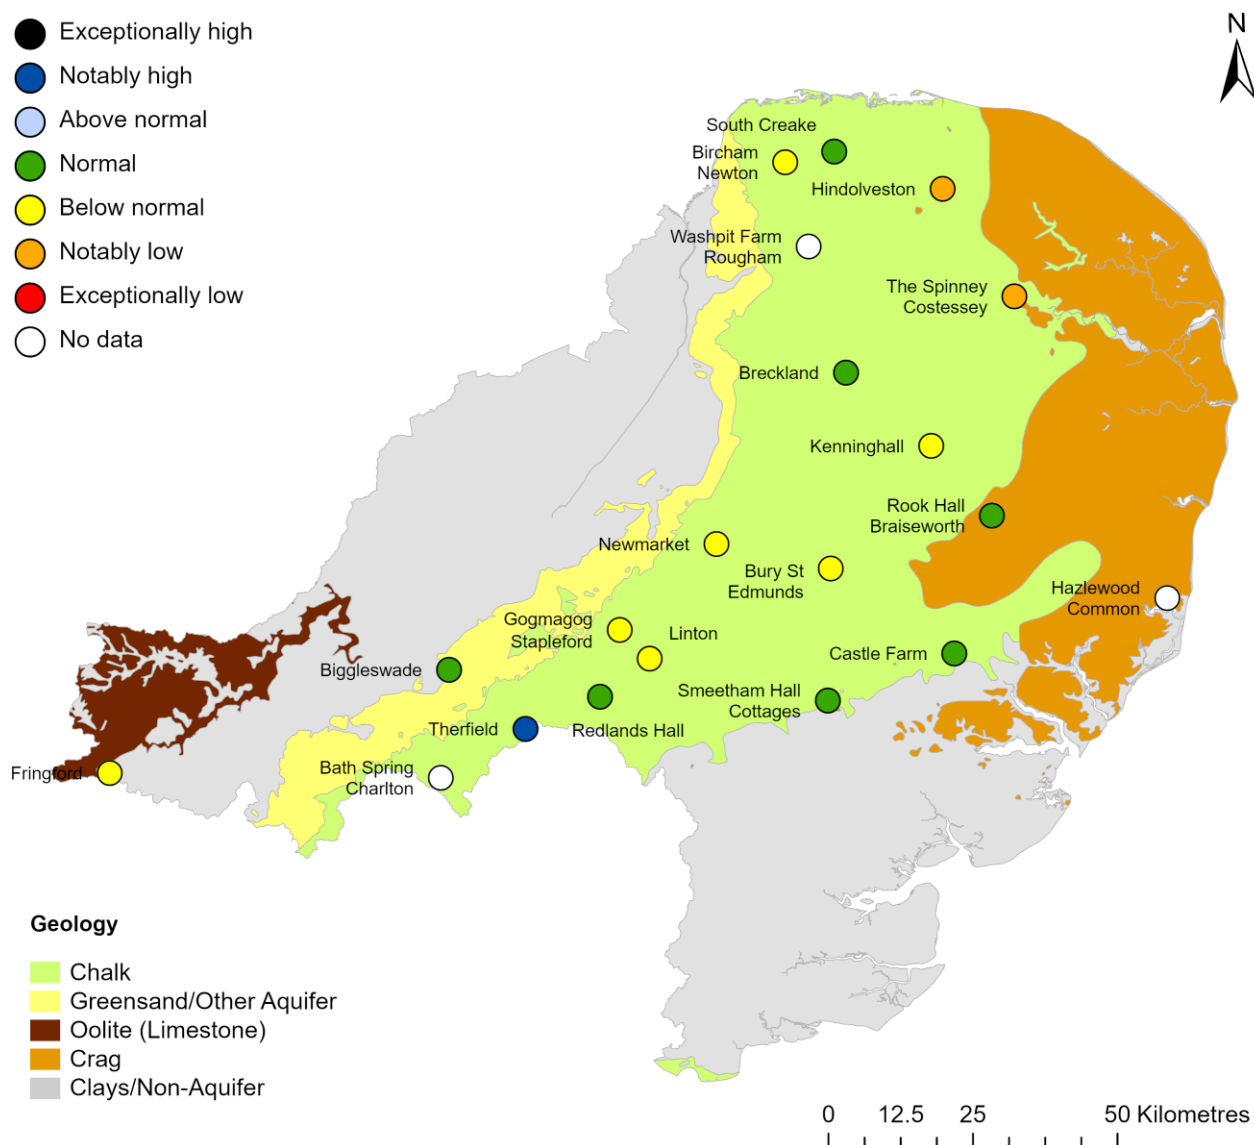 Exceptionally high
Notably high
Above normal
Normal
Below normal
Notably low
Exceptionally low
No data
N
South Creake
Bircham
Newton
Hindolveston
Washpit Farm
Rougham
The Spinney
Costessey
Breckland
Kenninghall
Rook Hall
Braiseworth
Newmarket
Bury St
Edmunds
Hazlewood
Common
Gogmagog
Stapleford
Linton
Castle Farm
Biggleswade
Smeetham Hall
Cottages
Therfield
Redlands Hall
Fringford
Bath Spring
Charlton
Geology
Chalk
Greensand/Other Aquifer
Oolite (Limestone)
Crag
Clays/Non-Aquifer
0 12.5 25 50 Kilometres